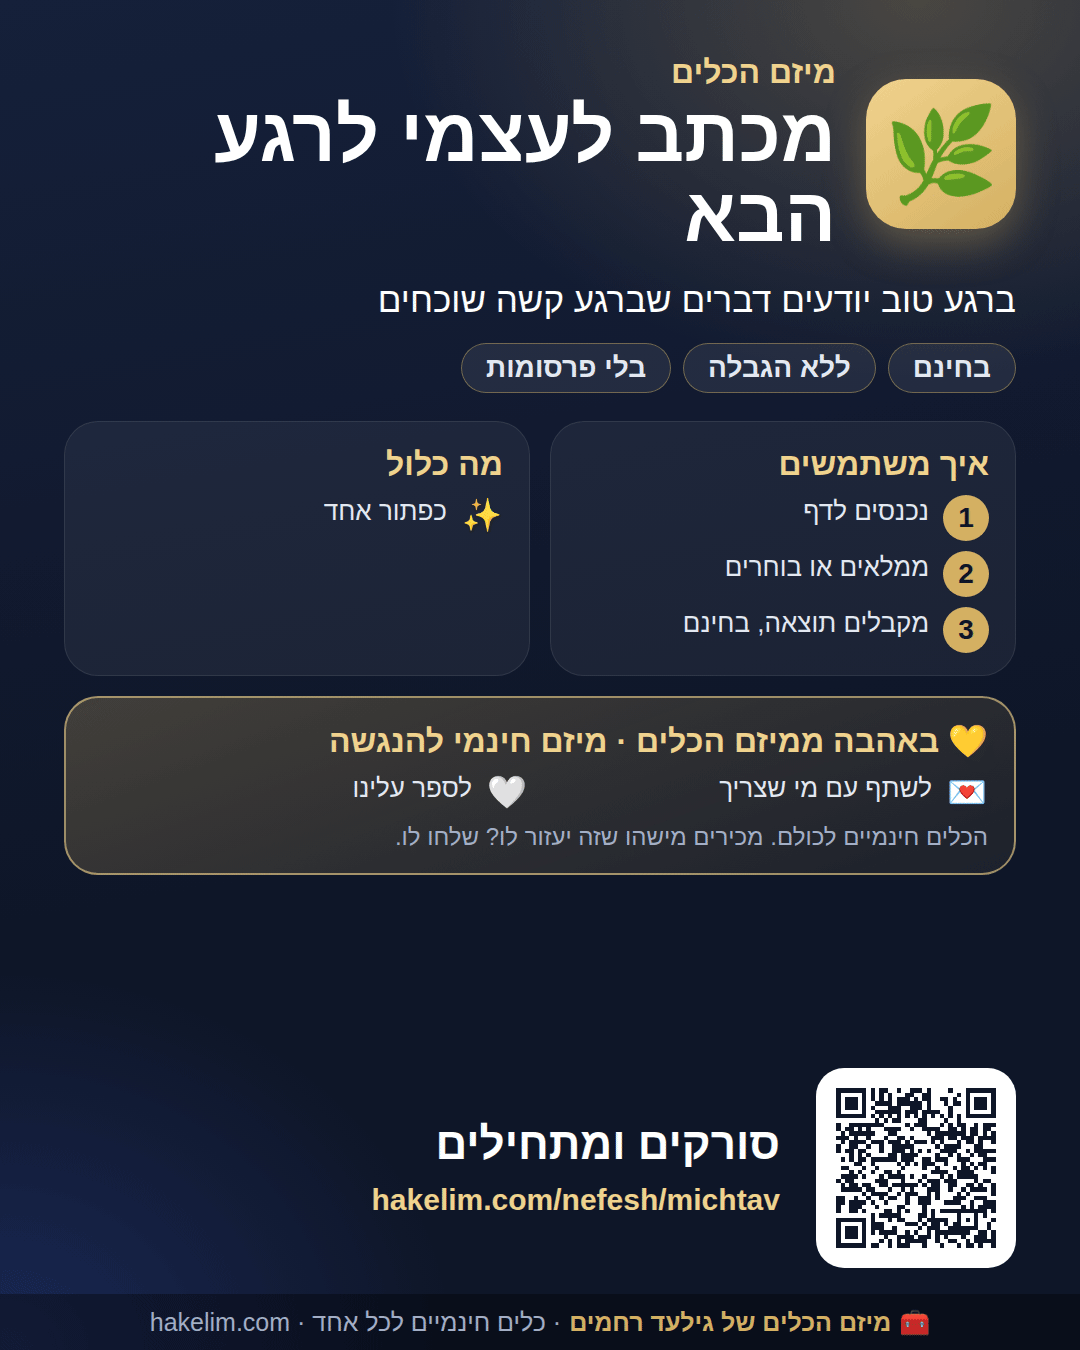 מיזם הכלים
מכתב לעצמי לרגע
הבא
ברגע טוב יודעים דברים שברגע קשה שוכחים
בחינם
ללא הגבלה
בלי פרסומות
איך משתמשים
1 נכנסים לדף
2 ממלאים או בוחרים
3 מקבלים תוצאה, בחינם
מה כלול
✨ כפתור אחד
💛 באהבה ממיזם הכלים · מיזם חינמי להנגשה
💌 לשתף עם מי שצריך
🤍 לספר עלינו
הכלים חינמיים לכולם. מכירים מישהו שזה יעזור לו? שלחו לו.
סורקים ומתחילים
hakelim.com/nefesh/michtav
🧰 מיזם הכלים של גילעד רחמים · כלים חינמיים לכל אחד · hakelim.com